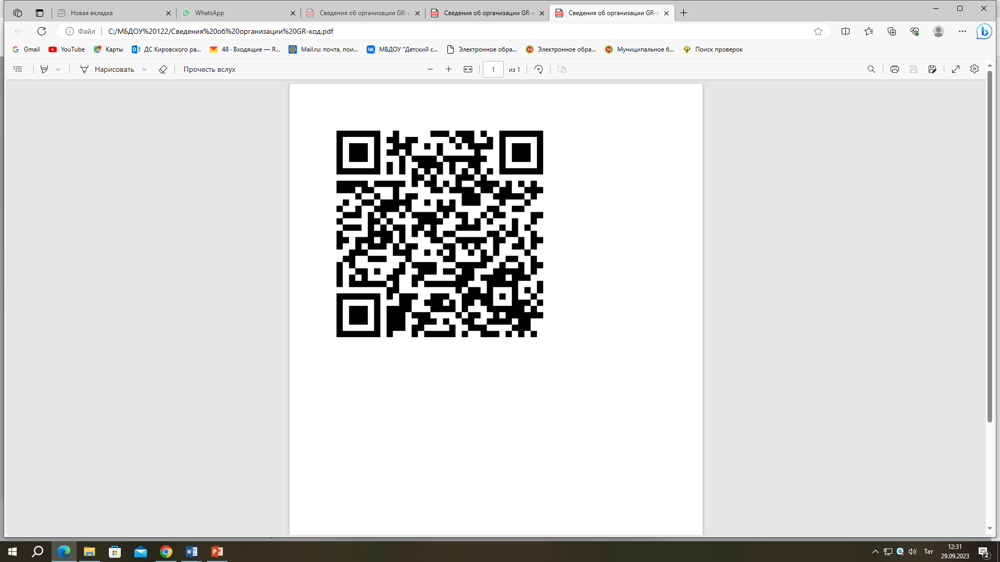 Новая вкладка
WhatsApp
Сведения об организации GR-к
Сведения об организации GR-к
Сведения об организации GR-к
Файл
C:/МБДОУ%20122/Сведения%20об%20организации%20GR-код.pdf
Gmail
YouTube
Карты
ДС Кировского ра...
48 · Входящие — Я...
Mail.ru: почта, пои...
МБДОУ "Детский с...
Электронное обра...
Электронное обра...
Муниципальное б...
Поиск проверок
Нарисовать
Прочесть вслух
1
из 1
Тат
12:31
29.09.2023
2